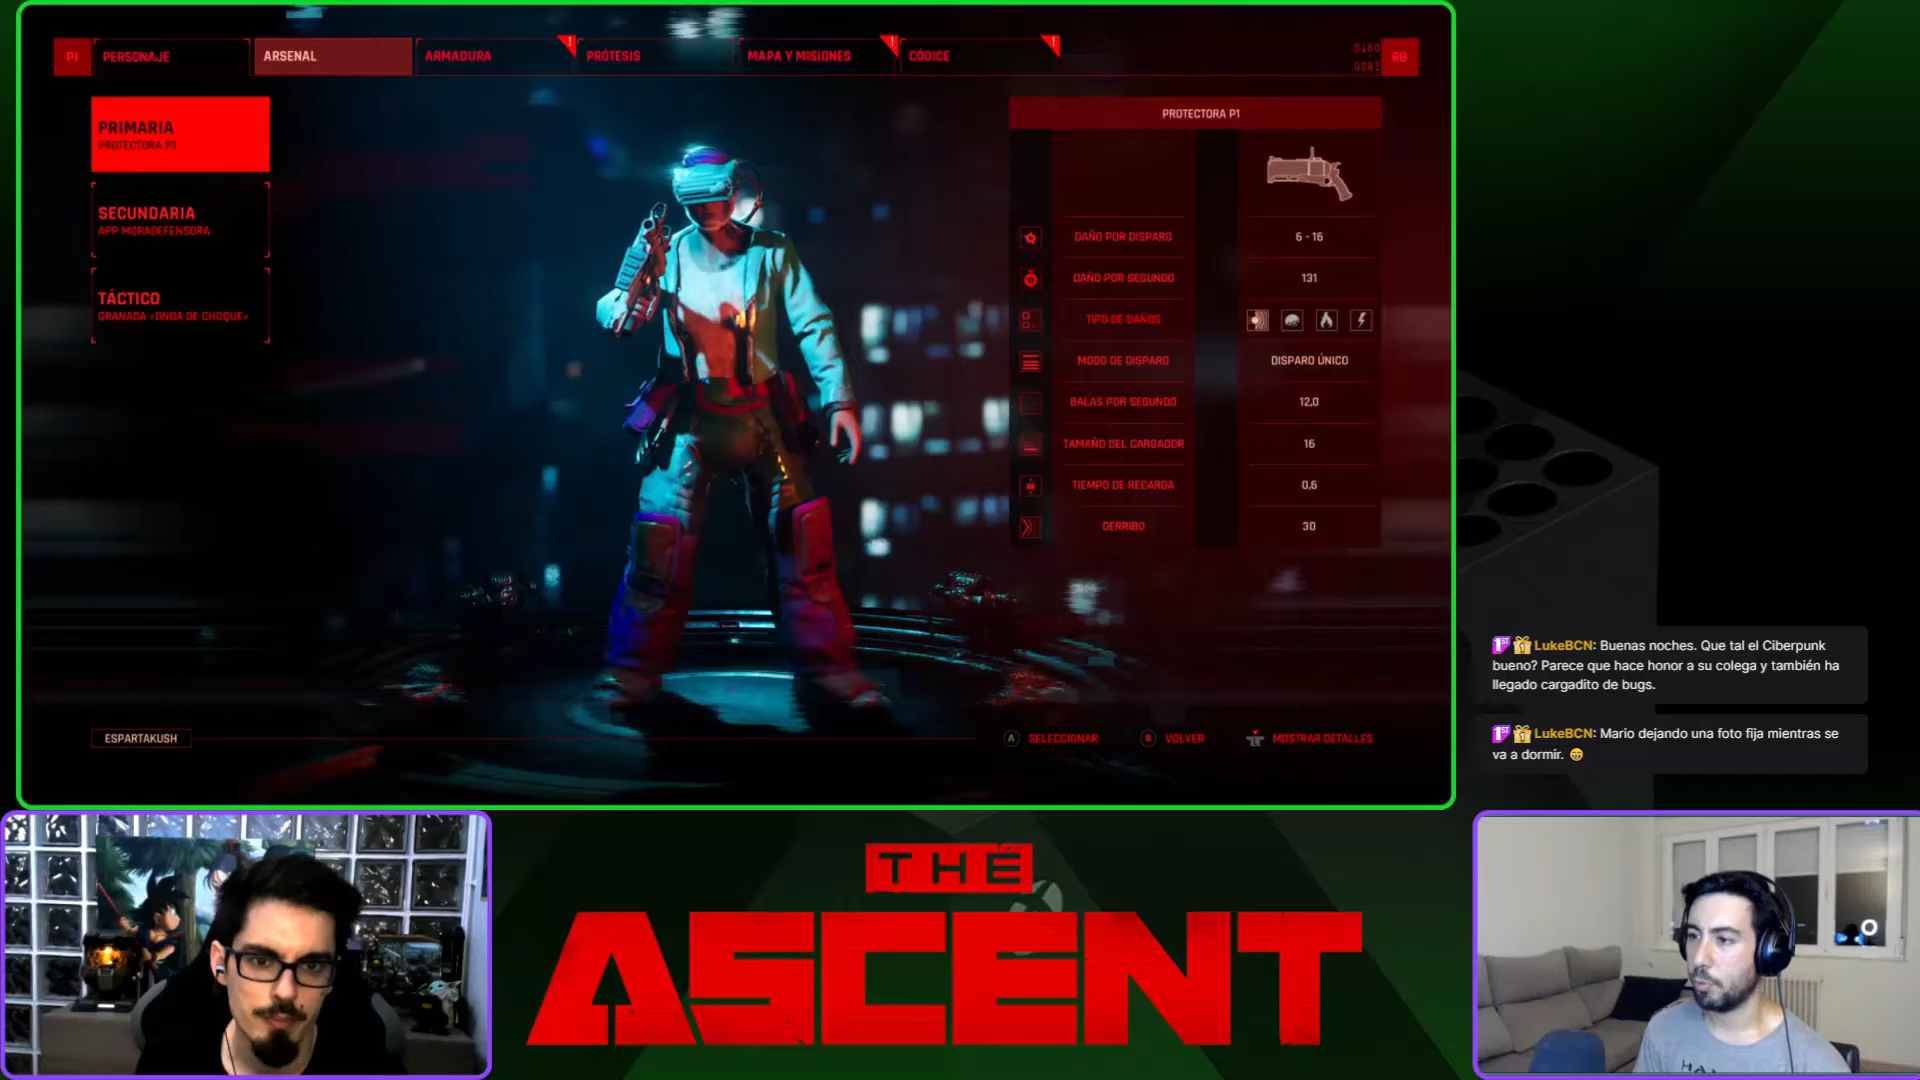 PI
PERSONAJE
ARSENAL
ARMADURA
!
PRÓTESIS
MAPA Y MISIONES
!
CÓDICE
!
RB
PRIMARIA
PROTECTORA P1
SECUNDARIA
APP MORADEFENSORA
TÁCTICO
GRANADA «ONDA DE CHOQUE»
PROTECTORA P1
DAÑO POR DISPARO
6 - 16
DAÑO POR SEGUNDO
131
TIPO DE DAÑOS
MODO DE DISPARO
DISPARO ÚNICO
BALAS POR SEGUNDO
12,0
TAMAÑO DEL CARGADOR
16
TIEMPO DE RECARGA
0,6
DERRIBO
30
ESPARTAKUSH
A SELECCIONAR
B VOLVER
MOSTRAR DETALLES
1ST LukeBCN: Buenas noches. Que tal el Ciberpunk
bueno? Parece que hace honor a su colega y también ha
llegado cargadito de bugs.
1ST LukeBCN: Mario dejando una foto fija mientras se
va a dormir. 😁
THE
ASCENT